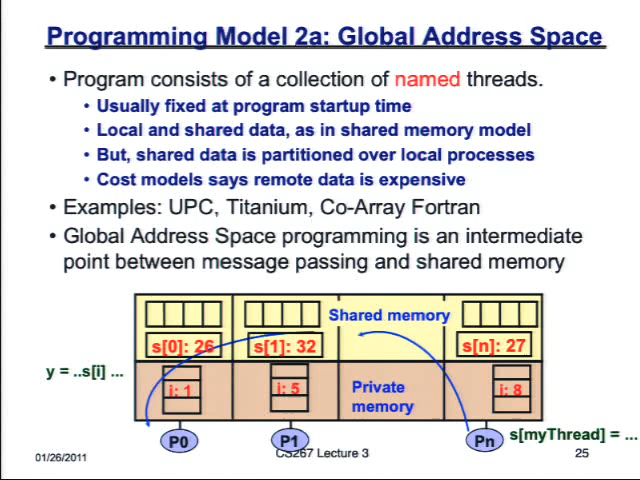 Programming Model 2a: Global Address Space
• Program consists of a collection of named threads.
• Usually fixed at program startup time
• Local and shared data, as in shared memory model
• But, shared data is partitioned over local processes
• Cost models says remote data is expensive
• Examples: UPC, Titanium, Co-Array Fortran
• Global Address Space programming is an intermediate
point between message passing and shared memory
Shared memory
s[0]: 26
s[1]: 32
s[n]: 27
y = ..s[i] ...
i: 1
i: 5
Private
memory
i: 8
P0
P1
Pn
s[myThread] = ...
01/26/2011
CS267 Lecture 3
25